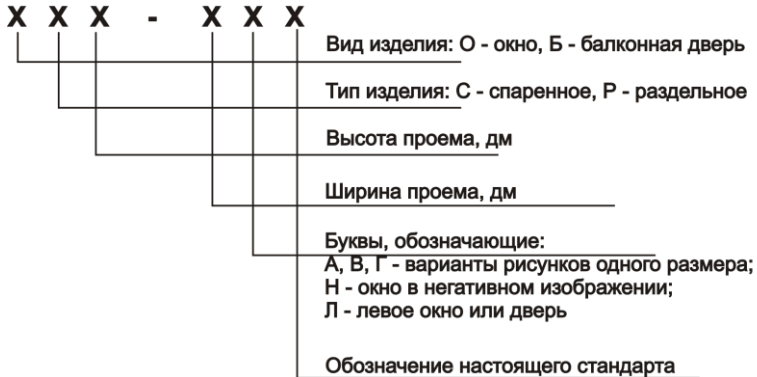 Х Х Х - Х Х Х
Вид изделия: О - окно, Б - балконная дверь
Тип изделия: С - спаренное, Р - раздельное
Высота проема, дм
Ширина проема, дм
Буквы, обозначающие:
А, В, Г - варианты рисунков одного размера;
Н - окно в негативном изображении;
Л - левое окно или дверь
Обозначение настоящего стандарта